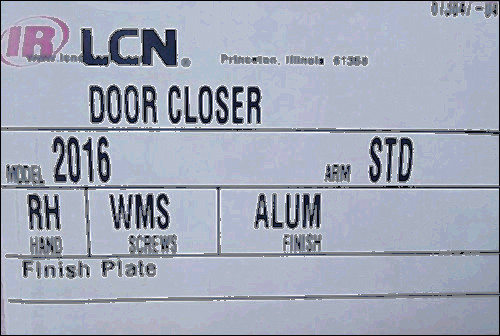 IR LCN® Princeton, Illinois 61356
DOOR CLOSER
MODEL 2016 ARM STD
RH WMS ALUM
HAND SCREWS FINISH
Finish Plate